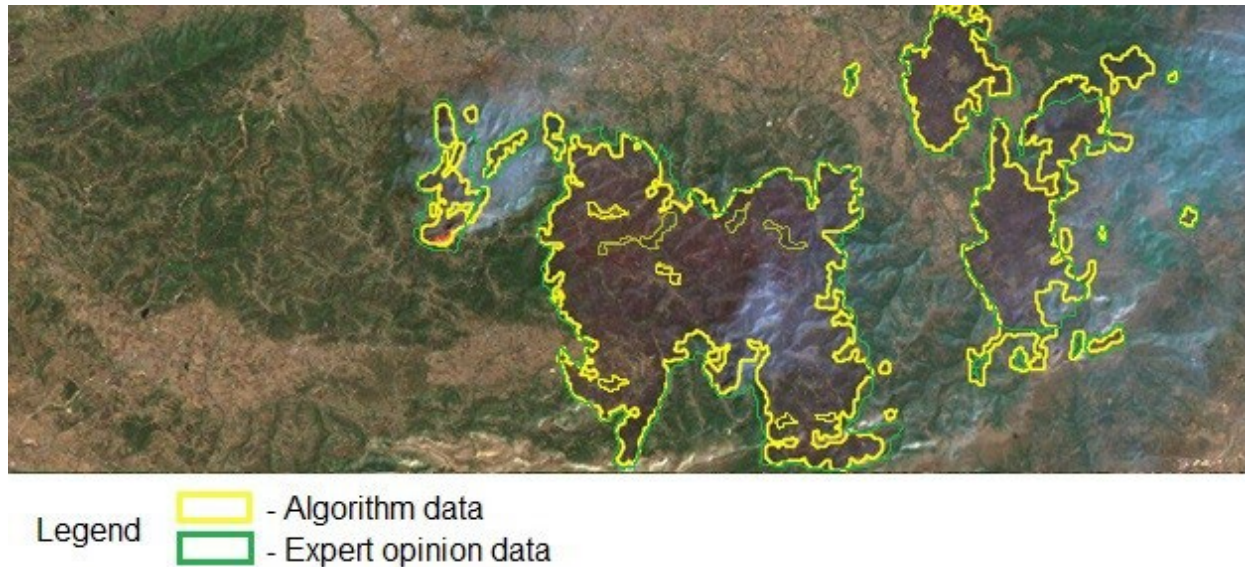 Legend
- Algorithm data
- Expert opinion data